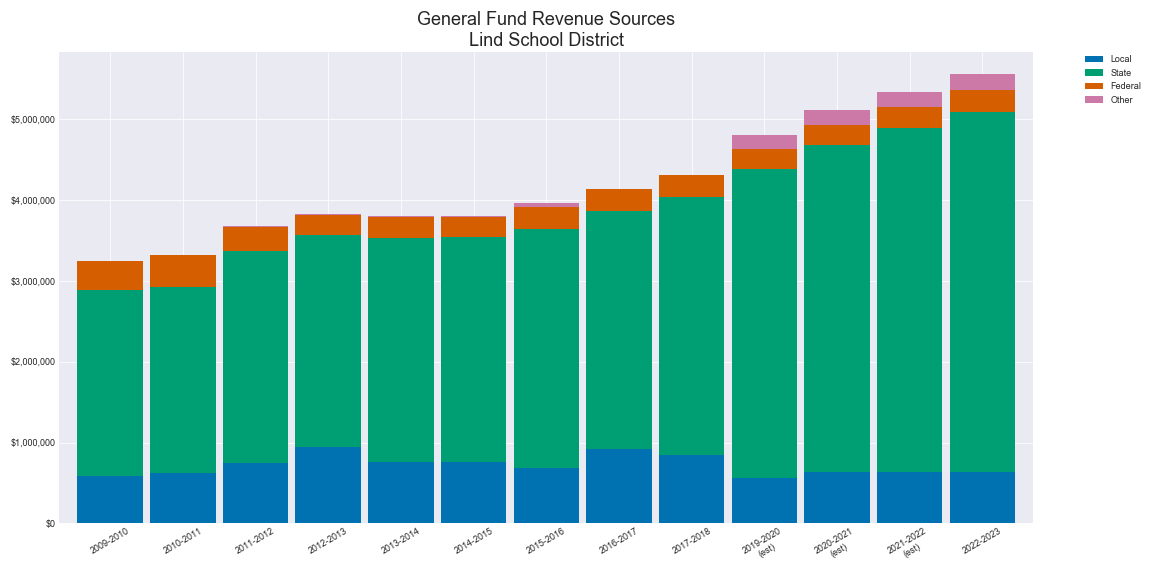 General Fund Revenue Sources
Lind School District
Local
State
Federal
Other
$5,000,000
$4,000,000
$3,000,000
$2,000,000
$1,000,000
$0
2009-2010
2010-2011
2011-2012
2012-2013
2013-2014
2014-2015
2015-2016
2016-2017
2017-2018
2019-2020
(est)
2020-2021
(est)
2021-2022
(est)
2022-2023